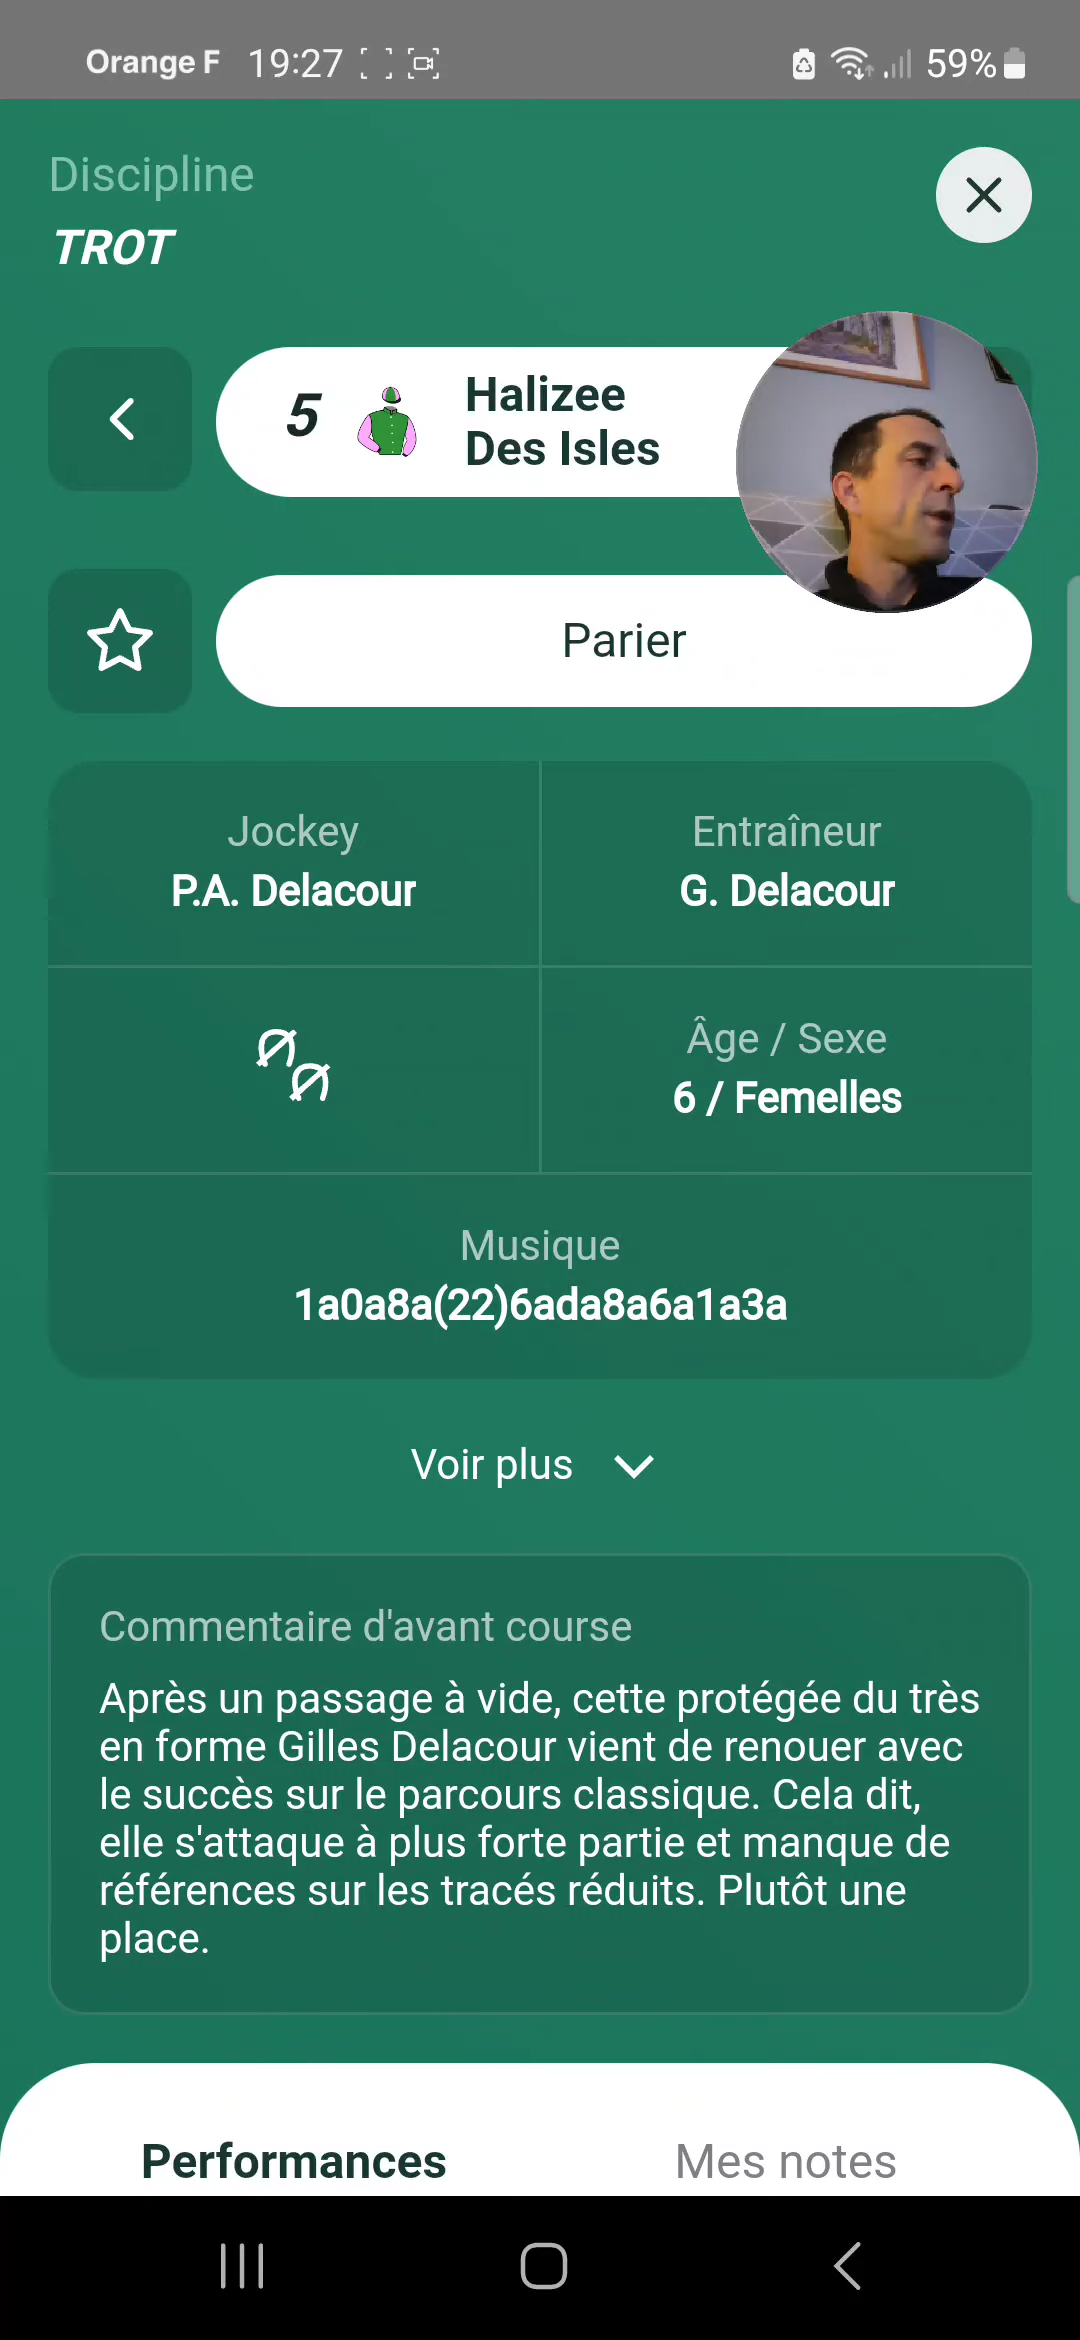 Orange F 19:27 59%
Discipline
TROT
5
Halizee
Des Isles
Parier
Jockey
P.A. Delacour
Entraîneur
G. Delacour
Âge / Sexe
6 / Femelles
Musique
1a0a8a(22)6ada8a6a1a3a
Voir plus
Commentaire d'avant course
Après un passage à vide, cette protégée du très
en forme Gilles Delacour vient de renouer avec
le succès sur le parcours classique. Cela dit,
elle s'attaque à plus forte partie et manque de
références sur les tracés réduits. Plutôt une
place.
Performances
Mes notes